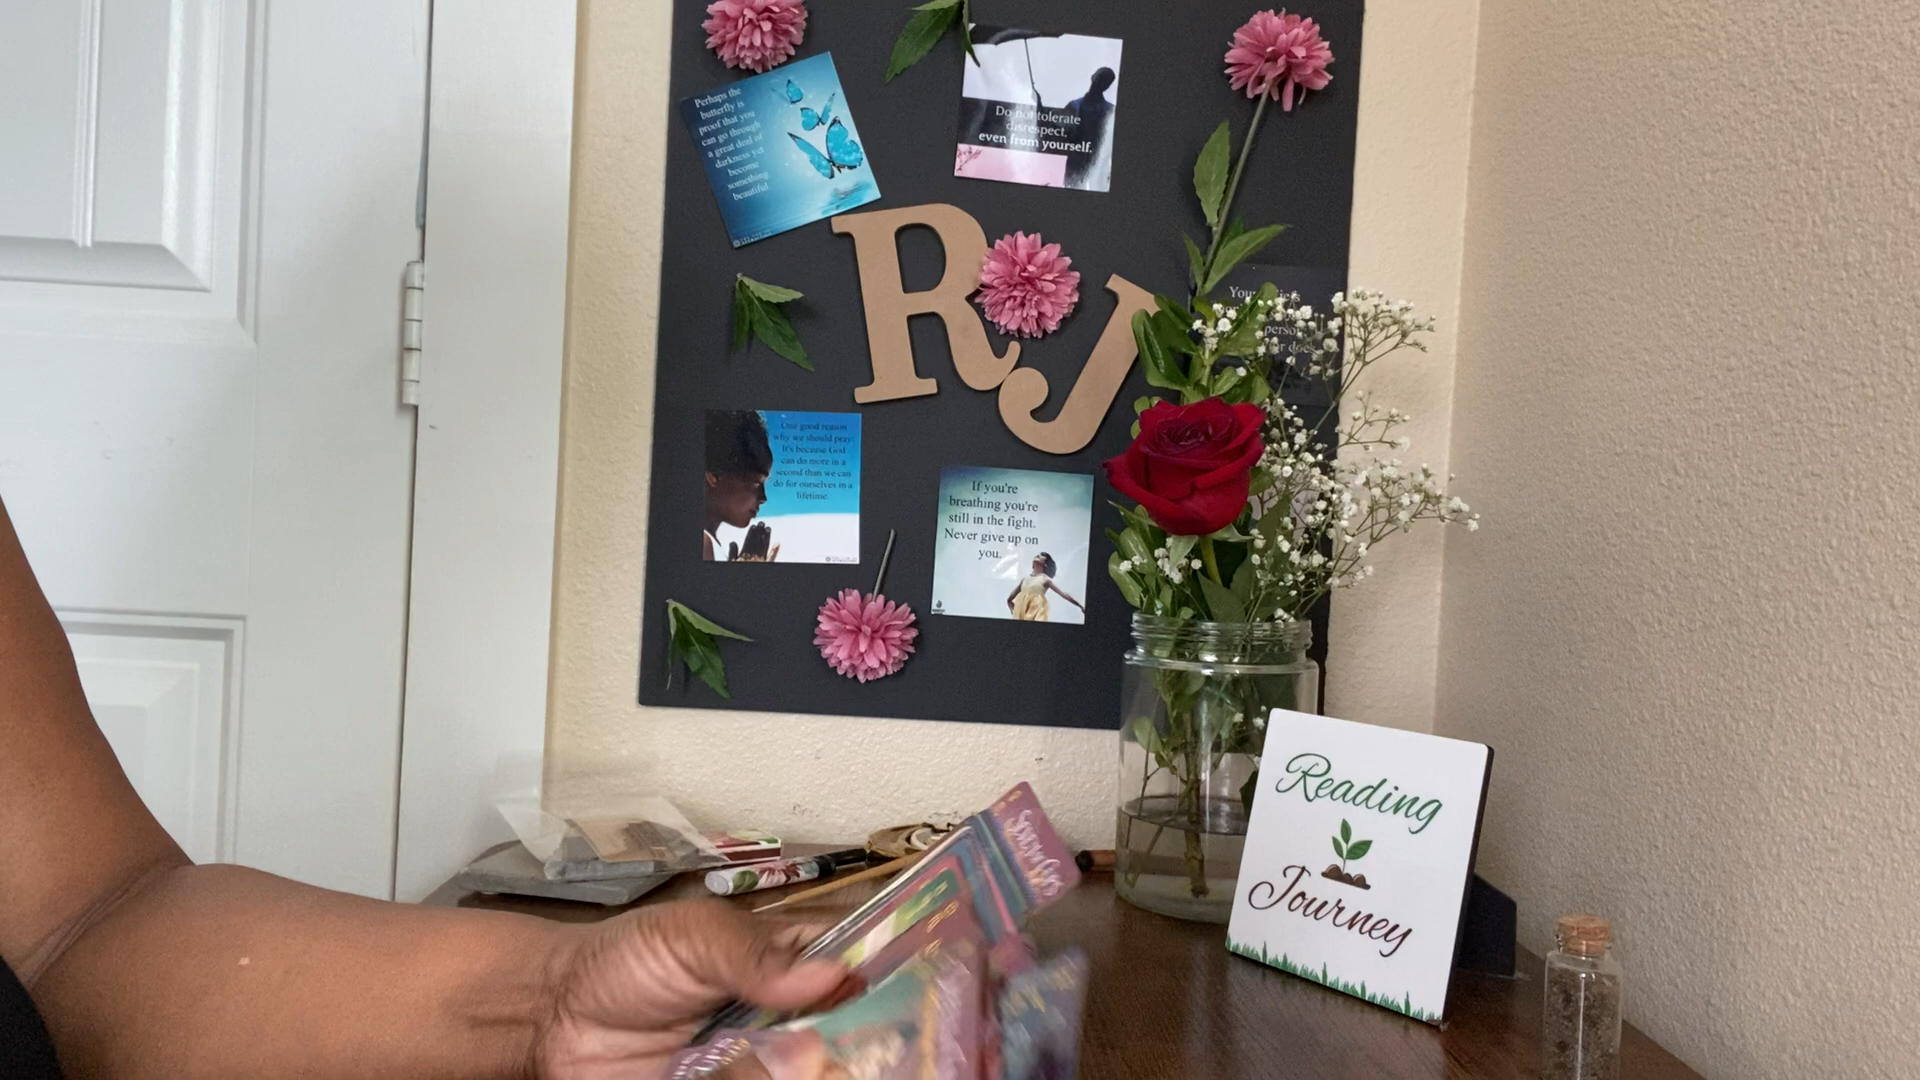 Perhaps the
butterfly is
proof that you
can go through
a great deal of
darkness yet
become
something
beautiful
Do not tolerate
disrespect,
even from yourself.
R J
One good reason
why we should pray:
It's because God
can do more in a
second than we can
do for ourselves in a
lifetime.
If you're
breathing you're
still in the fight.
Never give up on
you.
Reading
Journey